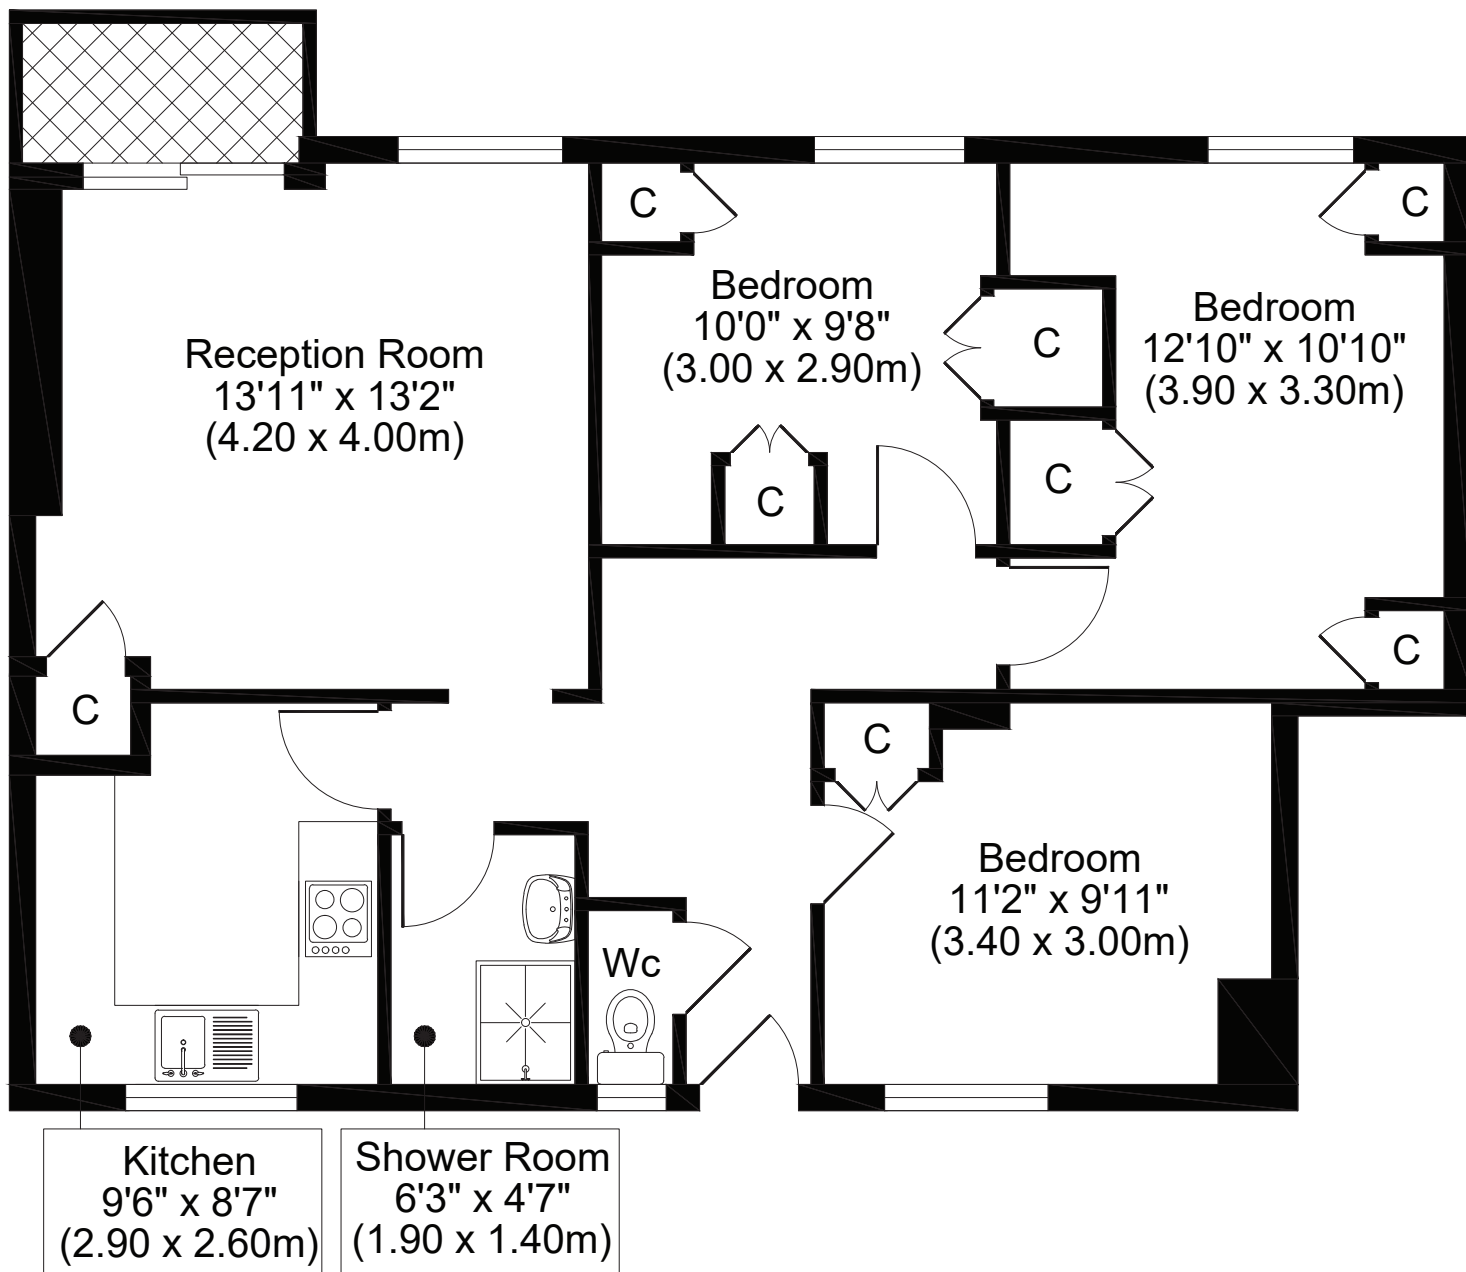 C
C
Bedroom
10'0" x 9'8"
(3.00 x 2.90m)
C
Bedroom
12'10" x 10'10"
(3.90 x 3.30m)
Reception Room
13'11" x 13'2"
(4.20 x 4.00m)
C
C
C
C
C
Bedroom
11'2" x 9'11"
(3.40 x 3.00m)
Wc
Kitchen
9'6" x 8'7"
(2.90 x 2.60m)
Shower Room
6'3" x 4'7"
(1.90 x 1.40m)